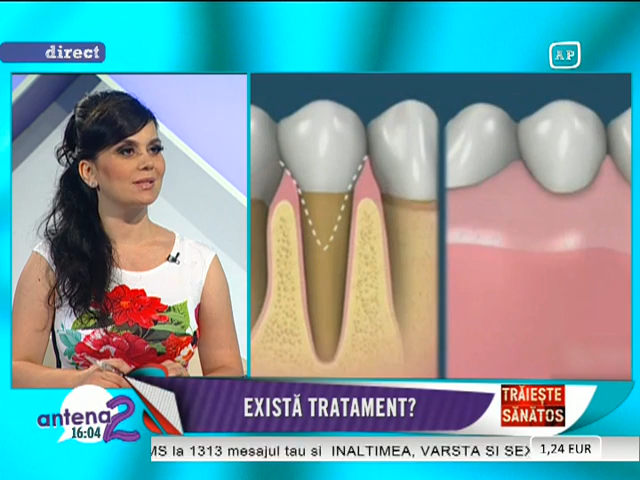 direct
AP
EXISTĂ TRATAMENT?
TRĂIEȘTE
SĂNĂTOS
antena 2
16:04
MS la 1313 mesajul tau si INALTIMEA, VARSTA SI SEX
1,24 EUR